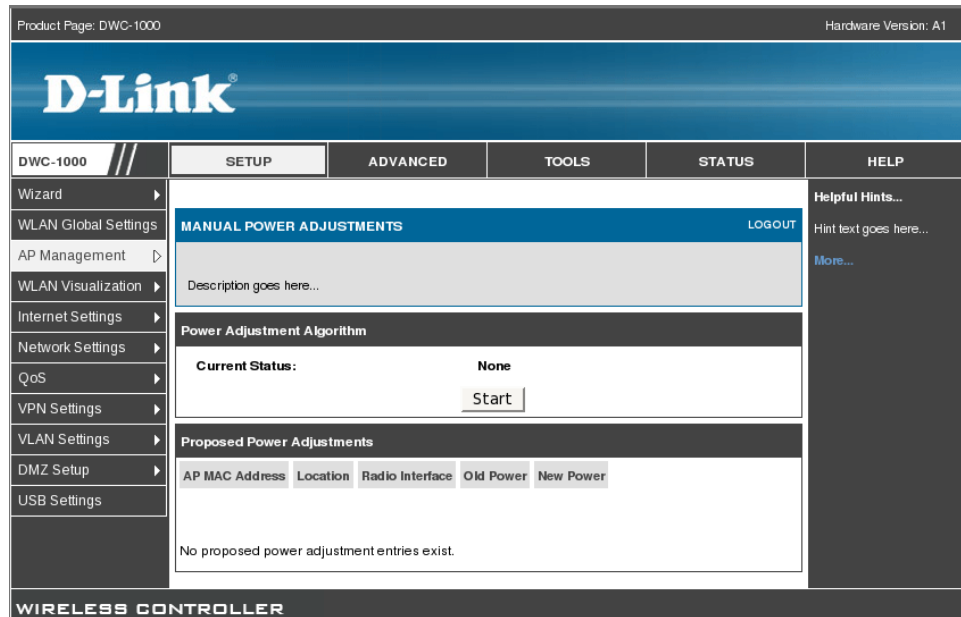 Product Page: DWC-1000 Hardware Version: A1
D-Link®
DWC-1000 SETUP ADVANCED TOOLS STATUS HELP
Wizard
WLAN Global Settings
AP Management
WLAN Visualization
Internet Settings
Network Settings
QoS
VPN Settings
VLAN Settings
DMZ Setup
USB Settings
MANUAL POWER ADJUSTMENTS LOGOUT
Description goes here...
Power Adjustment Algorithm
Current Status: None
Start
Proposed Power Adjustments
AP MAC Address Location Radio Interface Old Power New Power
No proposed power adjustment entries exist.
Helpful Hints...
Hint text goes here...
More...
WIRELESS CONTROLLER